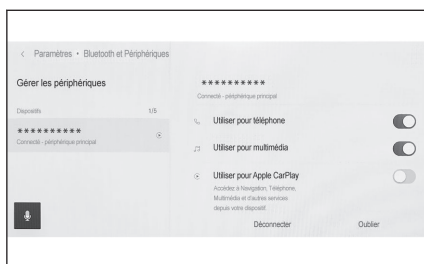 < Paramètres • Bluetooth et Périphériques
Gérer les périphériques
Dispositifs 1/5
**********
Connecté - périphérique principal
**********
Connecté - périphérique principal
Utiliser pour téléphone
Utiliser pour multimédia
Utiliser pour Apple CarPlay
Accédez à Navigation, Téléphone,
Multimédia et d'autres services
depuis votre dispositif
Déconnecter Oublier